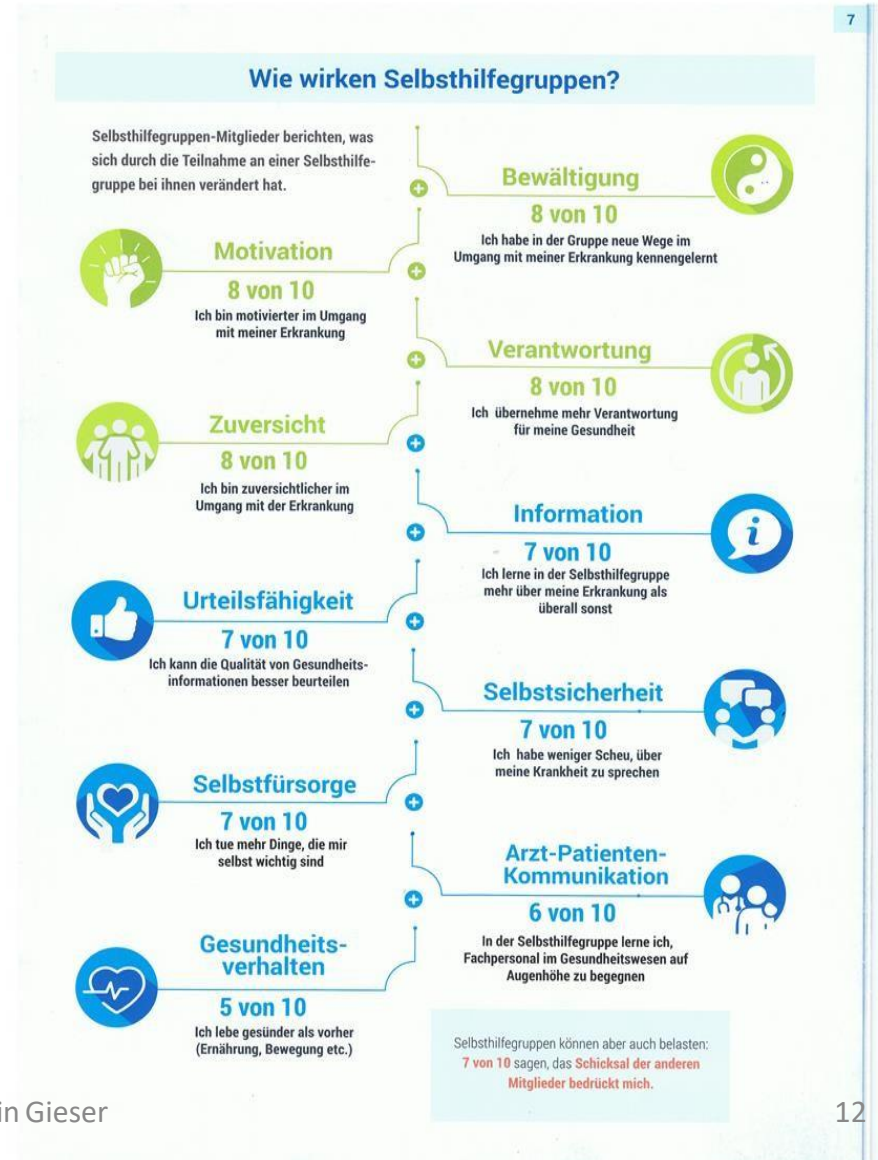 7
Wie wirken Selbsthilfegruppen?
Selbsthilfegruppen-Mitglieder berichten, was
sich durch die Teilnahme an einer Selbsthilfe-
gruppe bei ihnen verändert hat.
Bewältigung
8 von 10
Ich habe in der Gruppe neue Wege im
Umgang mit meiner Erkrankung kennengelernt
Motivation
8 von 10
Ich bin motivierter im Umgang
mit meiner Erkrankung
Verantwortung
8 von 10
Ich übernehme mehr Verantwortung
für meine Gesundheit
Zuversicht
8 von 10
Ich bin zuversichtlicher im
Umgang mit der Erkrankung
Information
7 von 10
Ich lerne in der Selbsthilfegruppe
mehr über meine Erkrankung als
überall sonst
Urteilsfähigkeit
7 von 10
Ich kann die Qualität von Gesundheits-
informationen besser beurteilen
Selbstsicherheit
7 von 10
Ich habe weniger Scheu, über
meine Krankheit zu sprechen
Selbstfürsorge
7 von 10
Ich tue mehr Dinge, die mir
selbst wichtig sind
Arzt-Patienten-
Kommunikation
6 von 10
In der Selbsthilfegruppe lerne ich,
Fachpersonal im Gesundheitswesen auf
Augenhöhe zu begegnen
Gesundheits-
verhalten
5 von 10
Ich lebe gesünder als vorher
(Ernährung, Bewegung etc.)
Selbsthilfegruppen können aber auch belasten:
7 von 10 sagen, das Schicksal der anderen
Mitglieder bedrückt mich.
in Gieser
12